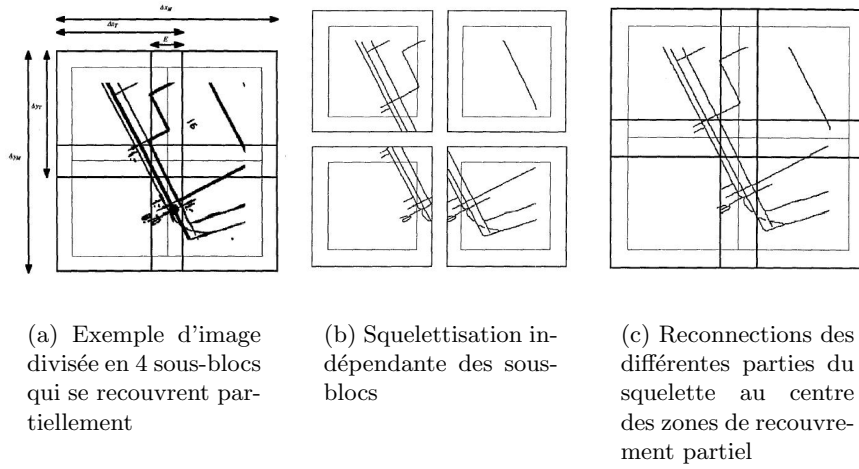 Δx_M
Δx_T
E
Δy_T
Δy_M
16
(a) Exemple d'image
divisée en 4 sous-blocs
qui se recouvrent par-
tiellement
(b) Squelettisation in-
dépendante des sous-
blocs
(c) Reconnections des
différentes parties du
squelette au centre
des zones de recouvre-
ment partiel